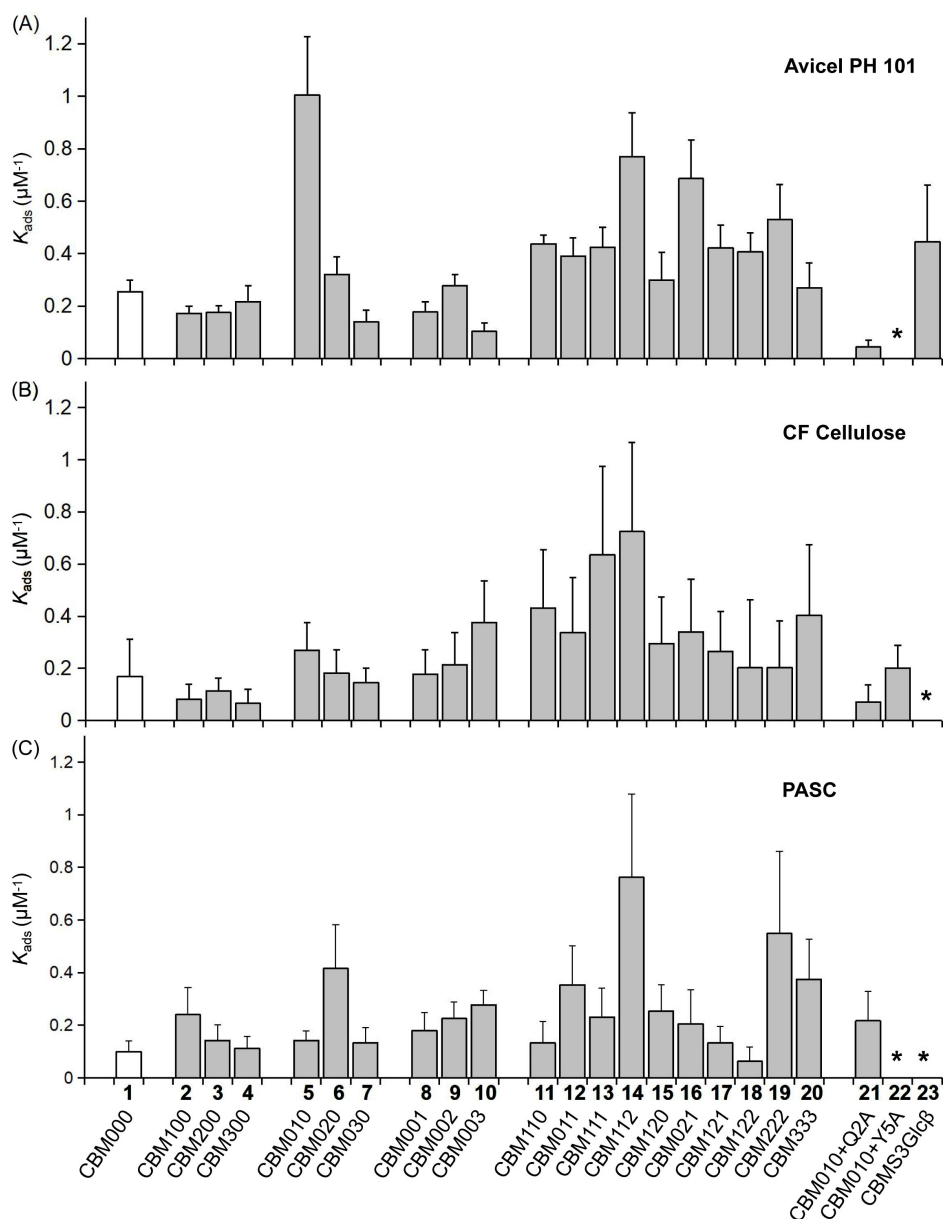 (A)
Avicel PH 101
Kads (µM-1)
1.2
1
0.8
0.6
0.4
0.2
0
*
(B)
CF Cellulose
Kads (µM-1)
1.2
1
0.8
0.6
0.4
0.2
0
*
(C)
PASC
Kads (µM-1)
1.2
1
0.8
0.6
0.4
0.2
0
* *
1 2 3 4 5 6 7 8 9 10 11 12 13 14 15 16 17 18 19 20 21 22 23
CBM000
CBM100
CBM200
CBM300
CBM010
CBM020
CBM030
CBM001
CBM002
CBM003
CBM110
CBM011
CBM111
CBM112
CBM120
CBM021
CBM121
CBM122
CBM222
CBM333
CBM010+Q2A
CBM010+Y5A
CBMS3Glcβ